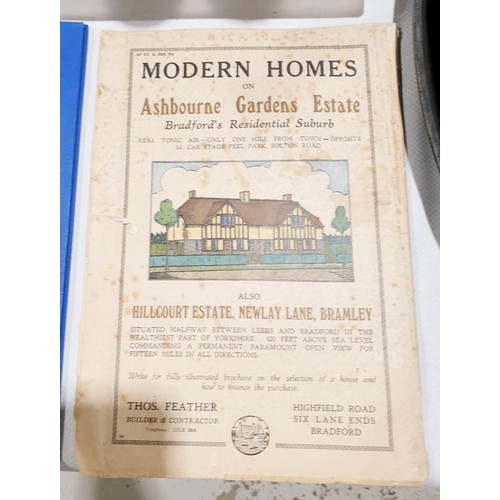 MODERN HOMES
ON
Ashbourne Gardens Estate
Bradford's Residential Suburb
REAL TONIC AIR—ONLY ONE MILE FROM TOWN—OPPOSITE
CAR STAGE PEEL PARK, BOLTON ROAD
ALSO
HILLCOURT ESTATE, NEWLAY LANE, BRAMLEY
SITUATED HALFWAY BETWEEN LEEDS AND BRADFORD IN THE
HEALTHIEST PART OF YORKSHIRE. 420 FEET ABOVE SEA LEVEL
COMMANDING A PERMANENT PARAMOUNT OPEN VIEW FOR
FIFTEEN MILES IN ALL DIRECTIONS.
Write for fully illustrated brochure on the selection of a house and
how to finance the purchase.
THOS. FEATHER
BUILDER & CONTRACTOR
Telephone: IDLE
HIGHFIELD ROAD
SIX LANE ENDS
BRADFORD